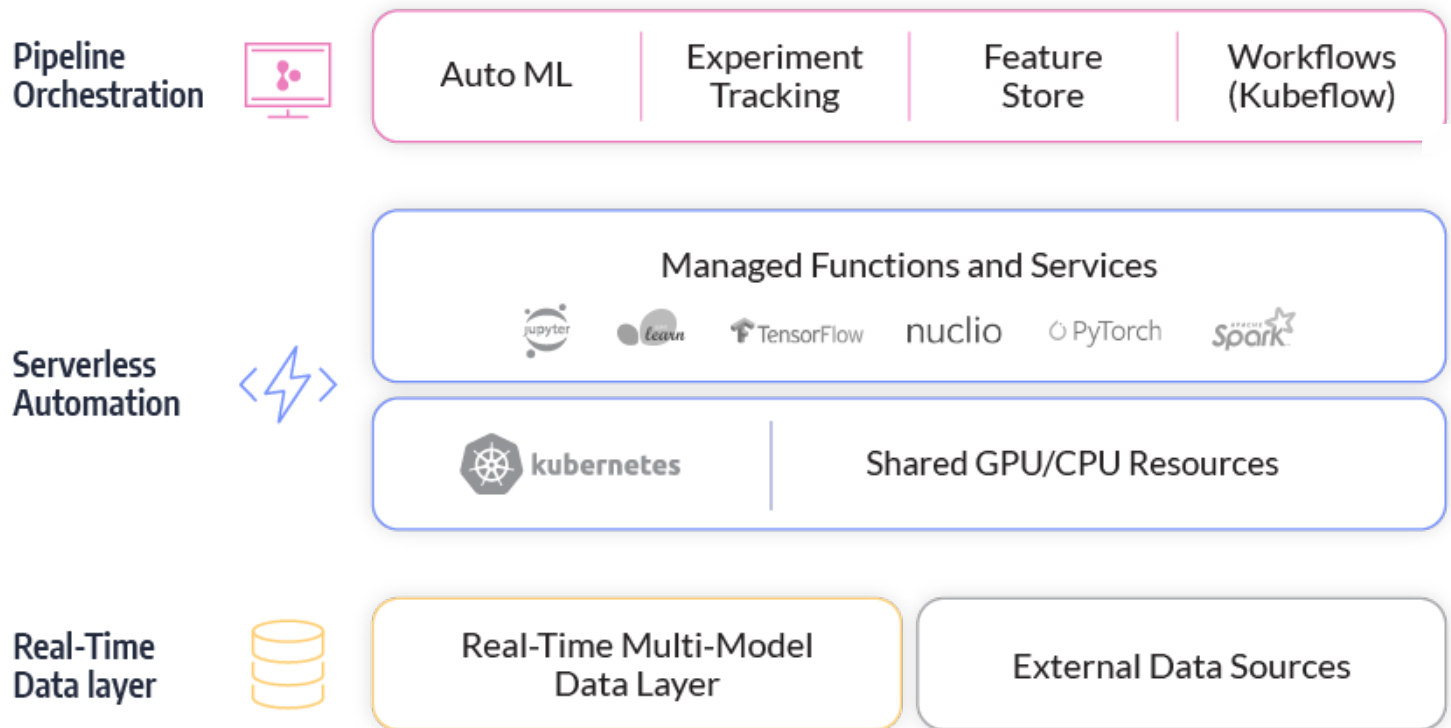 Pipeline
Orchestration
Auto ML
Experiment
Tracking
Feature
Store
Workflows
(Kubeflow)
Serverless
Automation
Managed Functions and Services
jupyter
learn
TensorFlow
nuclio
PyTorch
APACHE
Spark
kubernetes
Shared GPU/CPU Resources
Real-Time
Data layer
Real-Time Multi-Model
Data Layer
External Data Sources